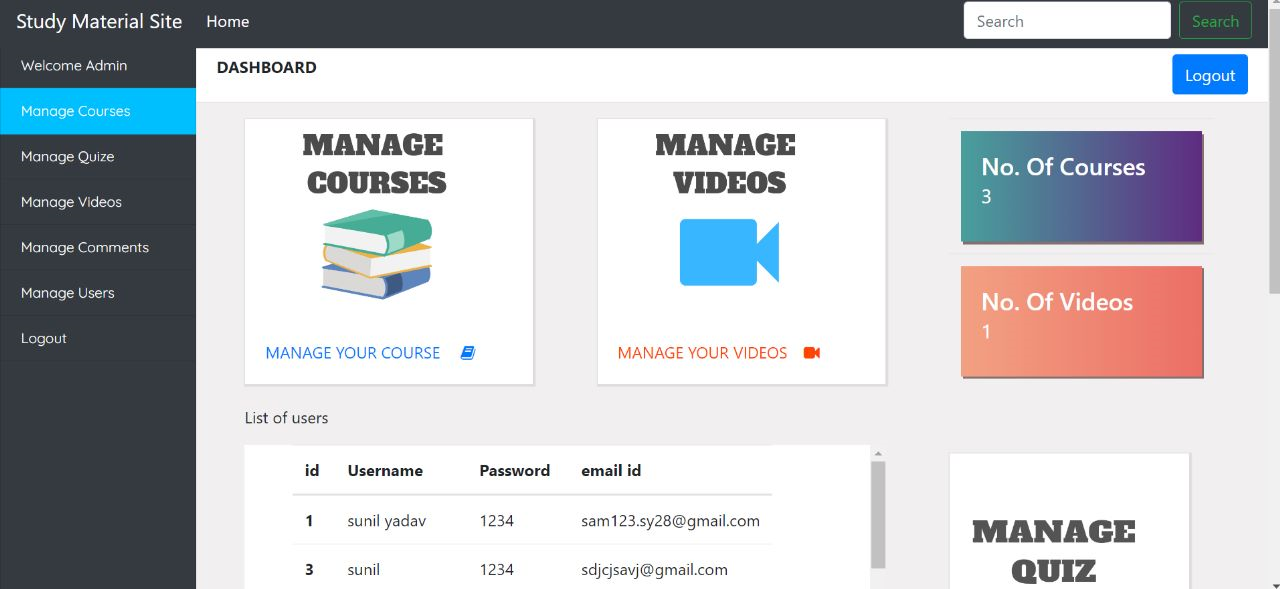 Study Material Site Home Search Search
Welcome Admin
Manage Courses
Manage Quize
Manage Videos
Manage Comments
Manage Users
Logout
DASHBOARD Logout
MANAGE
COURSES
MANAGE YOUR COURSE
MANAGE
VIDEOS
MANAGE YOUR VIDEOS
No. Of Courses
3
No. Of Videos
1
List of users
id Username Password email id
1 sunil yadav 1234 sam123.sy28@gmail.com
3 sunil 1234 sdjcjsavj@gmail.com
MANAGE
QUIZ